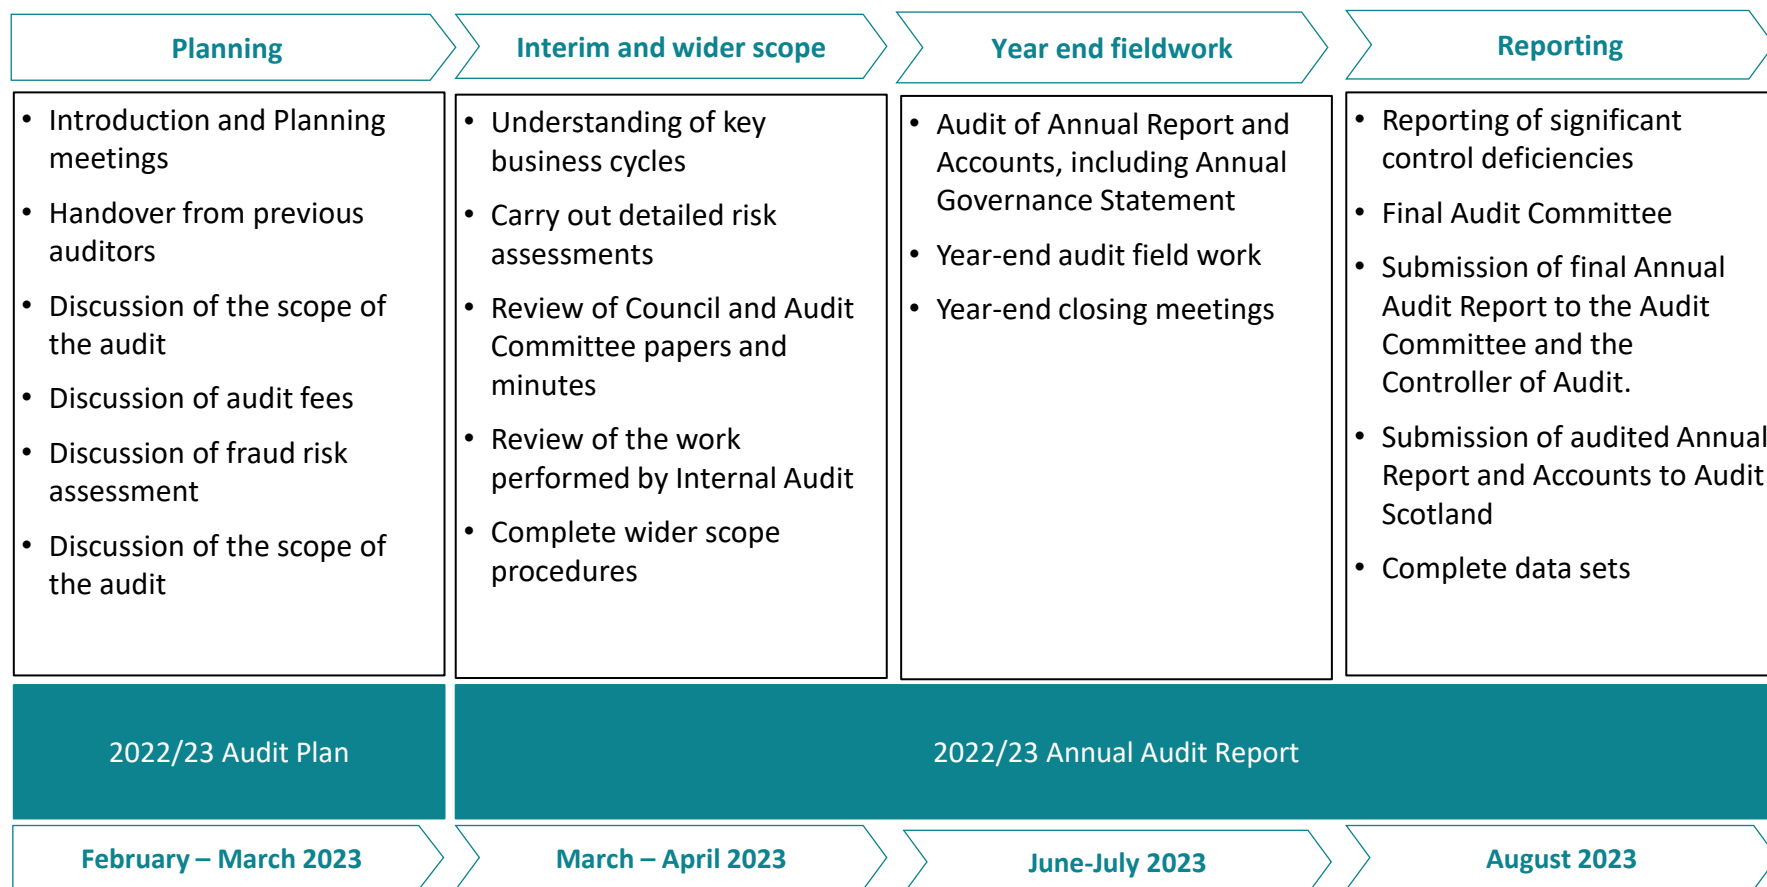 Planning
Interim and wider scope
Year end fieldwork
Reporting
• Introduction and Planning
meetings
• Handover from previous
auditors
• Discussion of the scope of
the audit
• Discussion of audit fees
• Discussion of fraud risk
assessment
• Discussion of the scope of
the audit
• Understanding of key
business cycles
• Carry out detailed risk
assessments
• Review of Council and Audit
Committee papers and
minutes
• Review of the work
performed by Internal Audit
• Complete wider scope
procedures
• Audit of Annual Report and
Accounts, including Annual
Governance Statement
• Year-end audit field work
• Year-end closing meetings
• Reporting of significant
control deficiencies
• Final Audit Committee
• Submission of final Annual
Audit Report to the Audit
Committee and the
Controller of Audit.
• Submission of audited Annual
Report and Accounts to Audit
Scotland
• Complete data sets
2022/23 Audit Plan
2022/23 Annual Audit Report
February – March 2023
March – April 2023
June-July 2023
August 2023